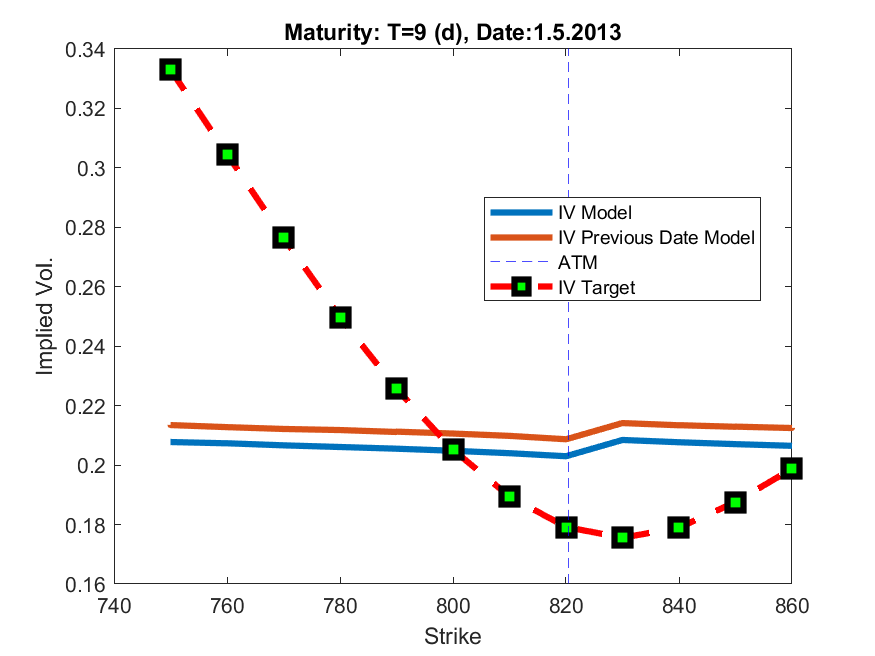 Maturity: T=9 (d), Date:1.5.2013
0.34
0.32
0.3
0.28
0.26
0.24
0.22
0.2
0.18
0.16
Implied Vol.
IV Model
IV Previous Date Model
ATM
IV Target
740
760
780
800
820
840
860
Strike